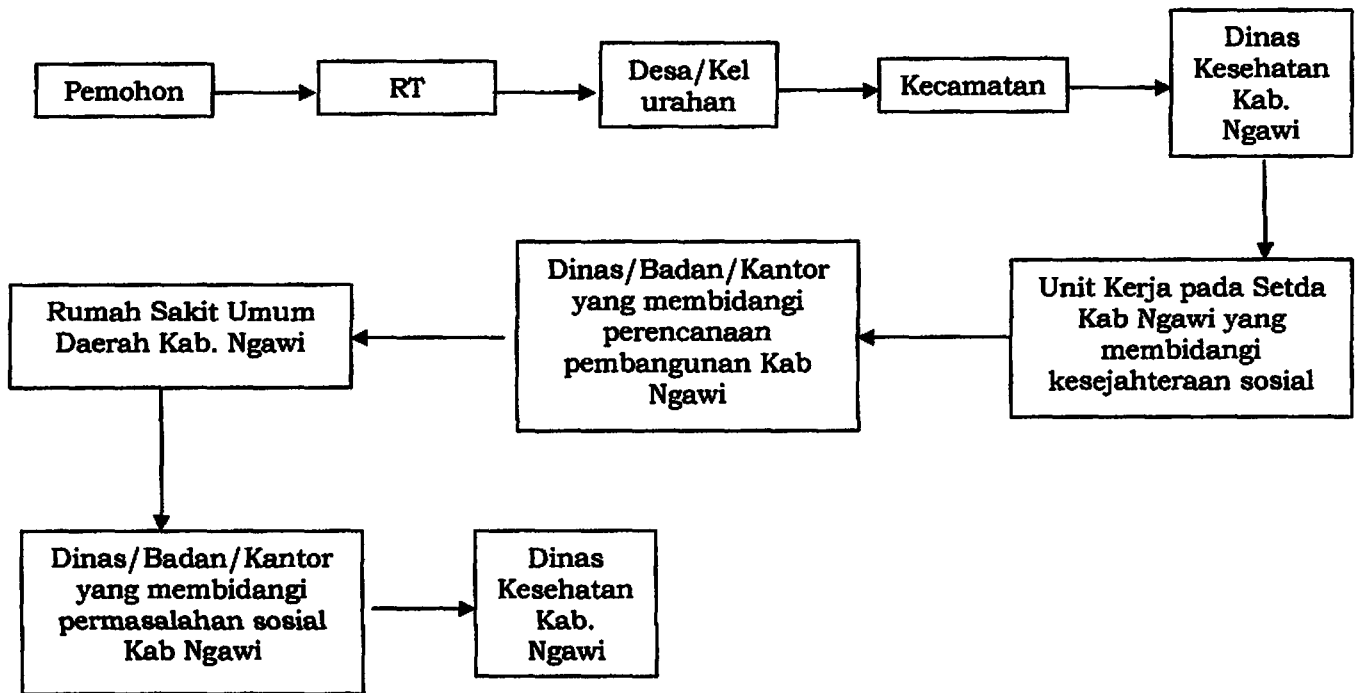 Pemohon
RT
Desa/Kel
urahan
Kecamatan
Dinas
Kesehatan
Kab.
Ngawi
Unit Kerja pada Setda
Kab Ngawi yang
membidangi
kesejahteraan sosial
Dinas/Badan/Kantor
yang membidangi
perencanaan
pembangunan Kab
Ngawi
Rumah Sakit Umum
Daerah Kab. Ngawi
Dinas/Badan/Kantor
yang membidangi
permasalahan sosial
Kab Ngawi
Dinas
Kesehatan
Kab.
Ngawi